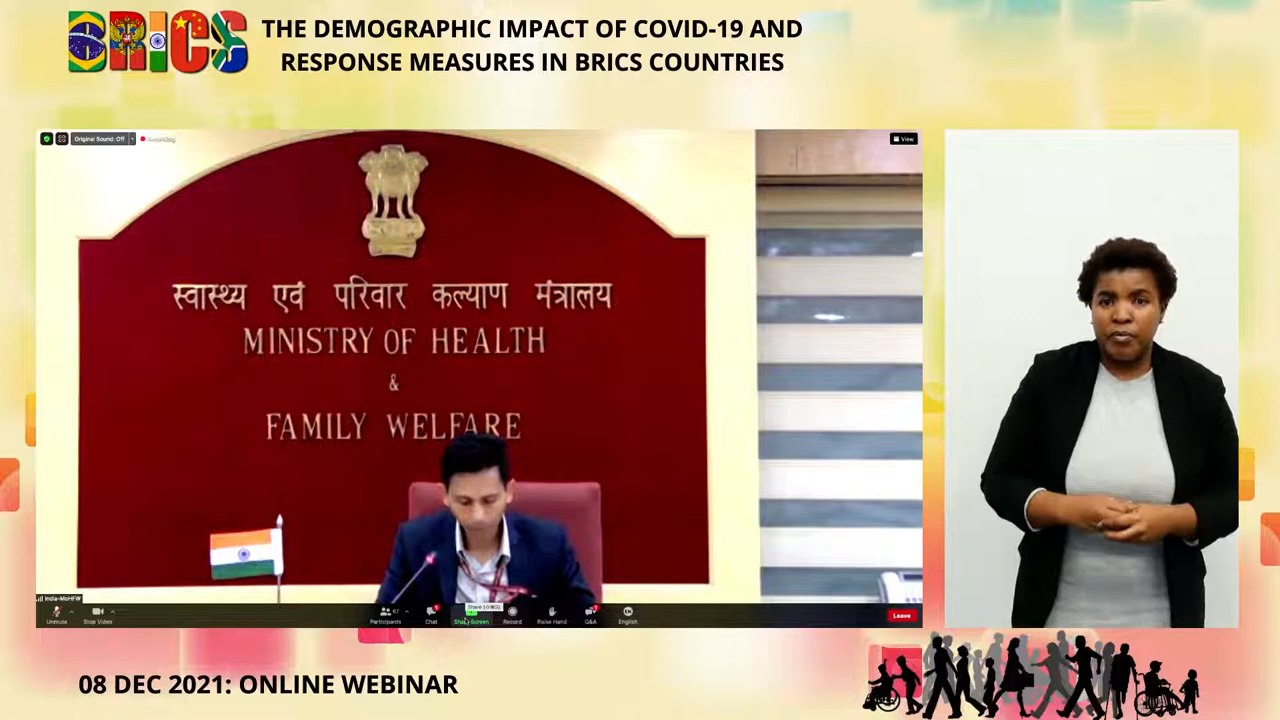 BRICS
THE DEMOGRAPHIC IMPACT OF COVID-19 AND
RESPONSE MEASURES IN BRICS COUNTRIES
Original Sound: Off
Recording
View
स्वास्थ्य एवं परिवार कल्याण मंत्रालय
MINISTRY OF HEALTH
&
FAMILY WELFARE
India-MoHFW
Unmute
Stop Video
Participants
67
Chat
Share Screen
Record
Raise Hand
Q&A
English
Leave
08 DEC 2021: ONLINE WEBINAR